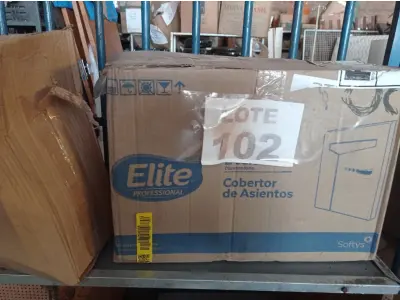 LOTE
102
Elite
PROFESSIONAL
Cobertor
de Asientos
Softys